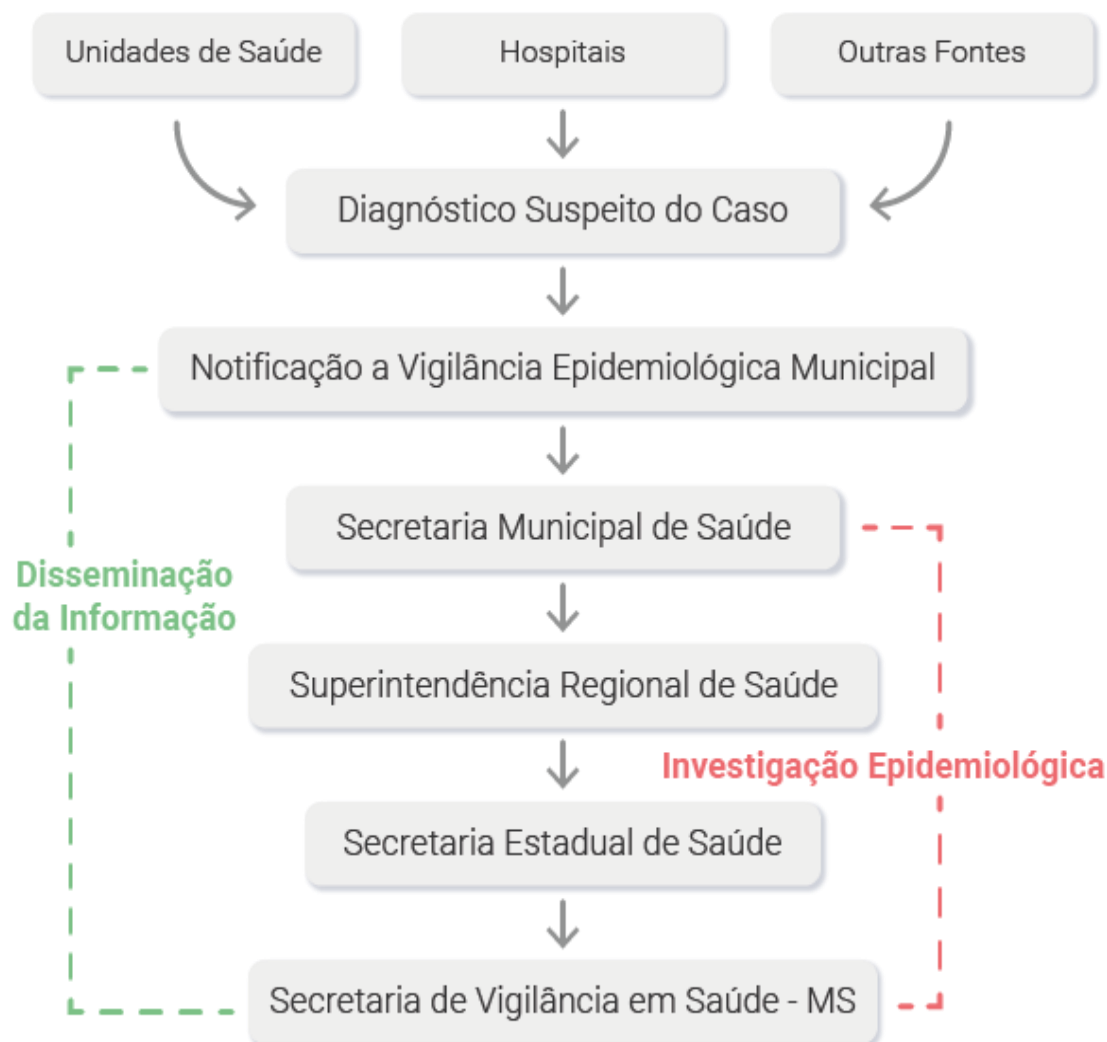 Unidades de Saúde
Hospitais
Outras Fontes
Diagnóstico Suspeito do Caso
Notificação a Vigilância Epidemiológica Municipal
Secretaria Municipal de Saúde
Disseminação
da Informação
Superintendência Regional de Saúde
Investigação Epidemiológica
Secretaria Estadual de Saúde
Secretaria de Vigilância em Saúde - MS